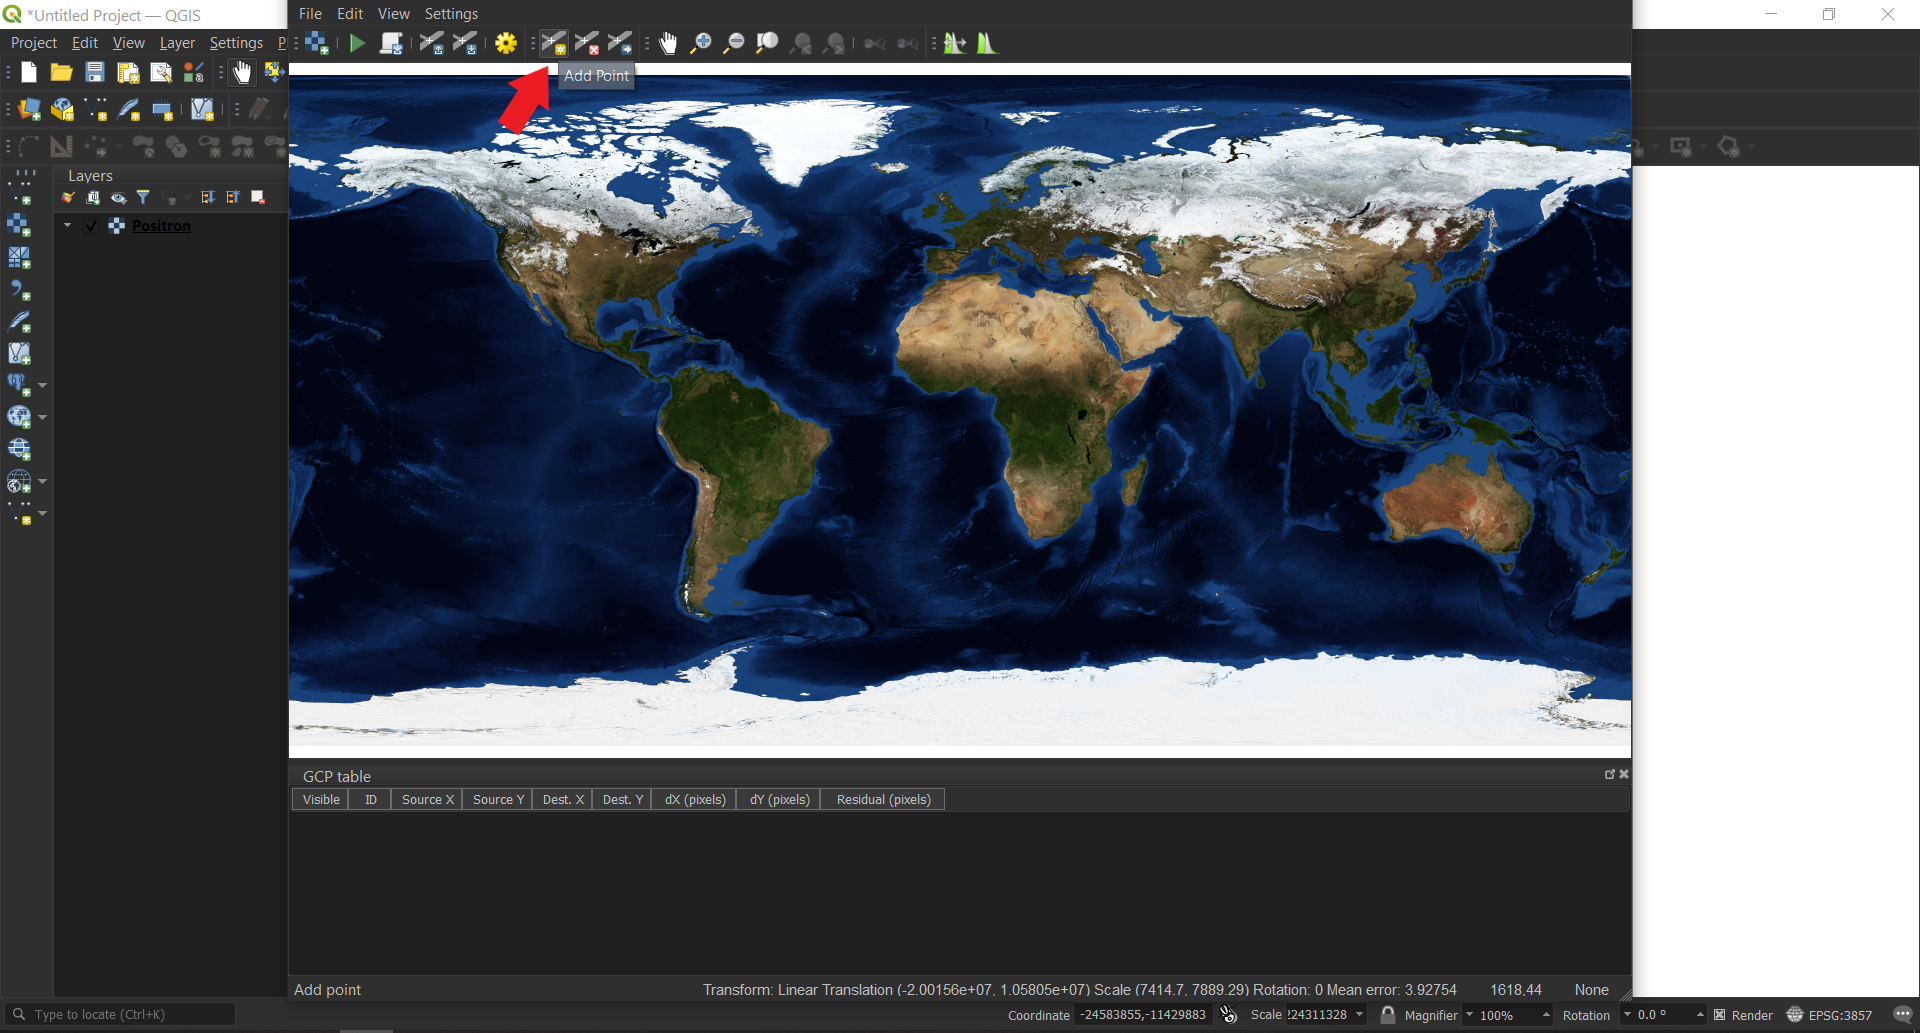 *Untitled Project — QGIS
File Edit View Settings
Project Edit View Layer Settings
Add Point
Layers
Positron
GCP table
Visible ID Source X Source Y Dest. X Dest. Y dX (pixels) dY (pixels) Residual (pixels)
Add point Transform: Linear Translation (-2.00156e+07, 1.05805e+07) Scale (7414.7, 7889.29) Rotation: 0 Mean error: 3.92754 1618,44 None
Type to locate (Ctrl+K) Coordinate -24583855,-11429883 Scale 224311328 Magnifier 100% Rotation 0.0 ° Render EPSG:3857